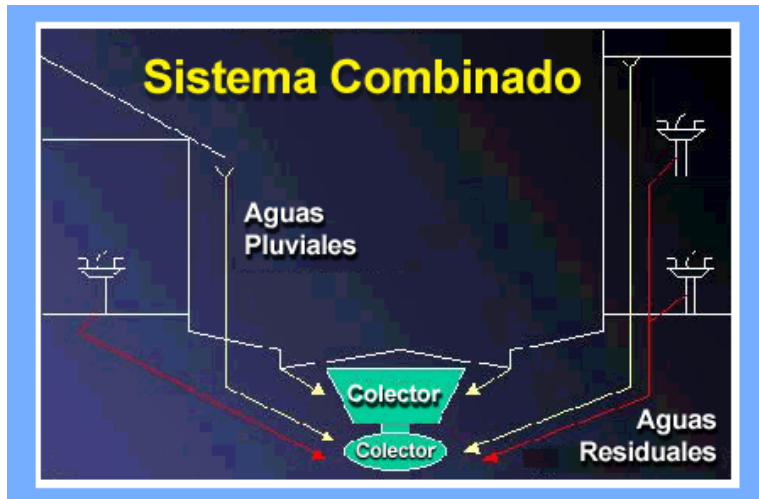 Sistema Combinado
Aguas
Pluviales
Colector
Colector
Aguas
Residuales